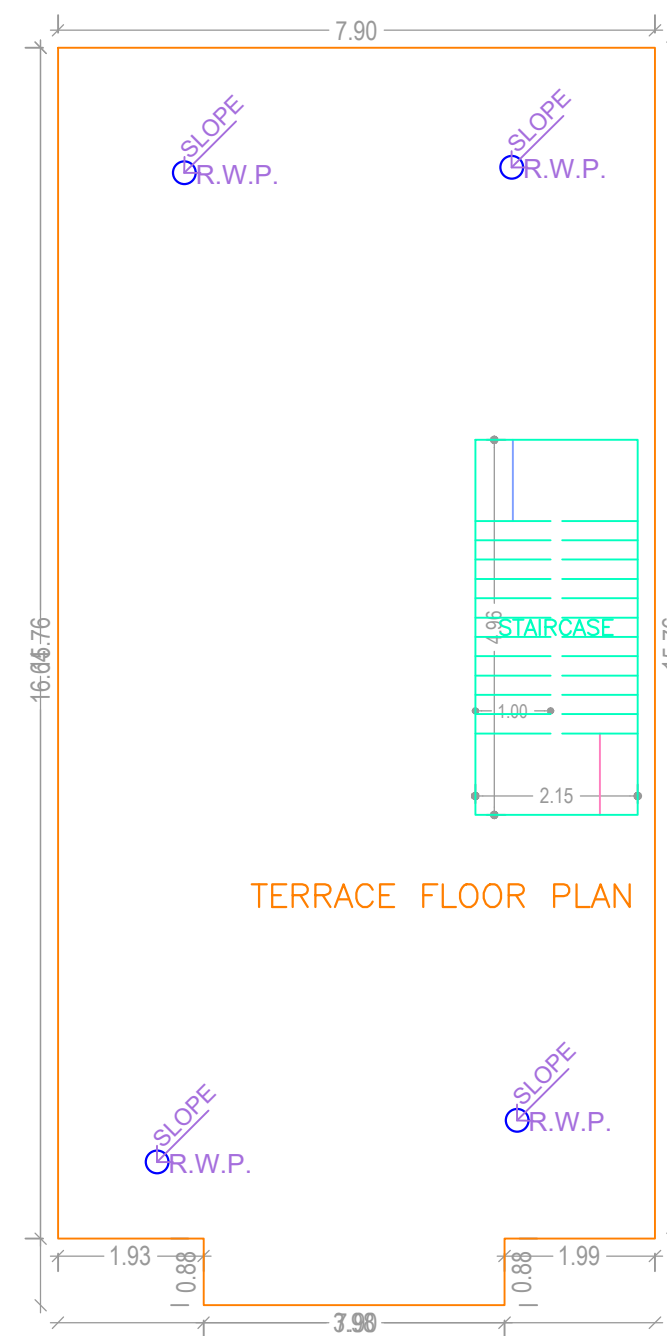 7.90
SLOPE
R.W.P.
SLOPE
R.W.P.
4.96
STAIRCASE
1.00
2.15
TERRACE FLOOR PLAN
SLOPE
R.W.P.
SLOPE
R.W.P.
1.93
0.88
0.88
1.99